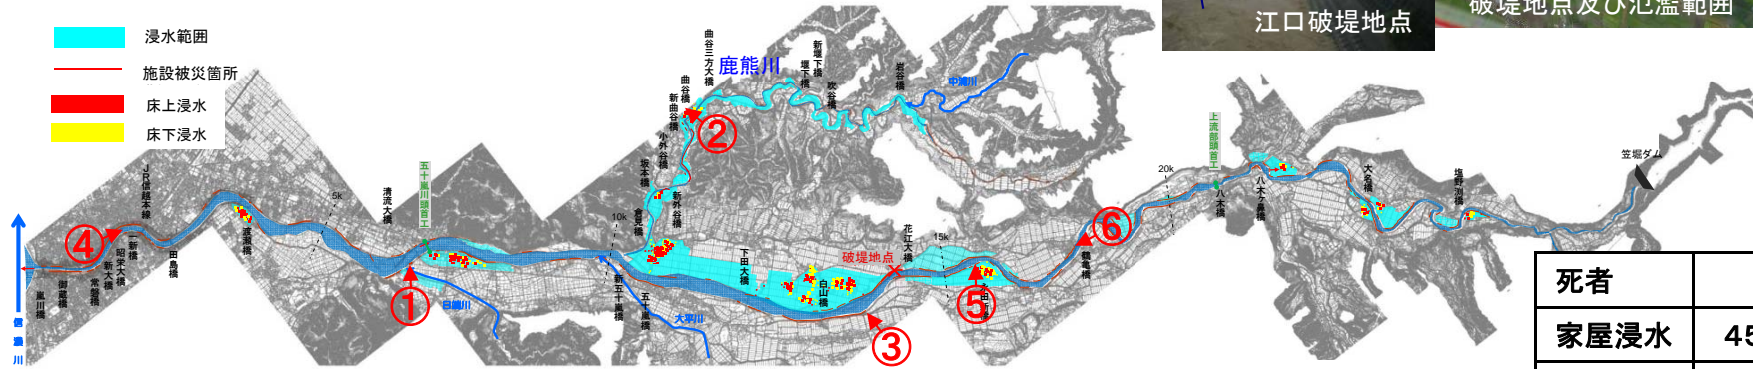 江口破堤地点
破堤地点及び氾濫範囲
浸水範囲
施設被災箇所
床上浸水
床下浸水
鹿熊川
中浦川
曲谷三方大橋
新堰下橋
堰下橋
吹谷橋
岩谷橋
曲谷橋
新曲谷橋
小外谷橋
坂本橋
新外谷橋
倉見橋
②
JR信越本線
④
嵐川橋
御蔵橋
常盤橋
新大橋
昭栄大橋
一新橋
田島橋
渡瀬橋
5k
清流大橋
五十嵐川頭首工
①
10k
新五十嵐橋
五十嵐橋
大平川
下田大橋
白山橋
破堤地点
③
花江大橋
15k
⑤
⑥
鶴亀橋
20k
上流部頭首工
八木橋
八木ヶ鼻橋
大名橋
塩野渕橋
笠堀ダム
死者
家屋浸水
45